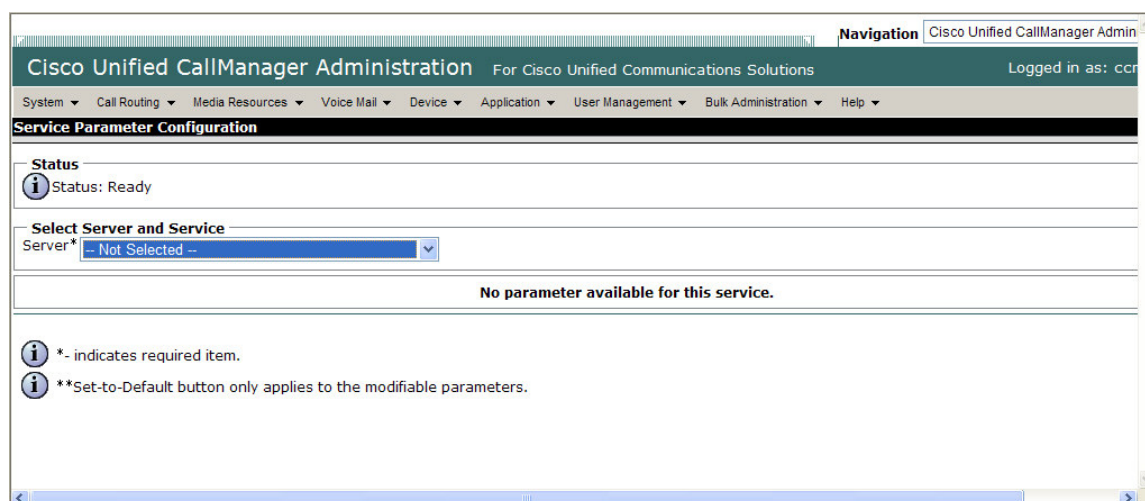 Navigation Cisco Unified CallManager Admin
Cisco Unified CallManager Administration For Cisco Unified Communications Solutions Logged in as: ccm
System Call Routing Media Resources Voice Mail Device Application User Management Bulk Administration Help
Service Parameter Configuration
Status
Status: Ready
Select Server and Service
Server* -- Not Selected --
No parameter available for this service.
*- indicates required item.
**Set-to-Default button only applies to the modifiable parameters.